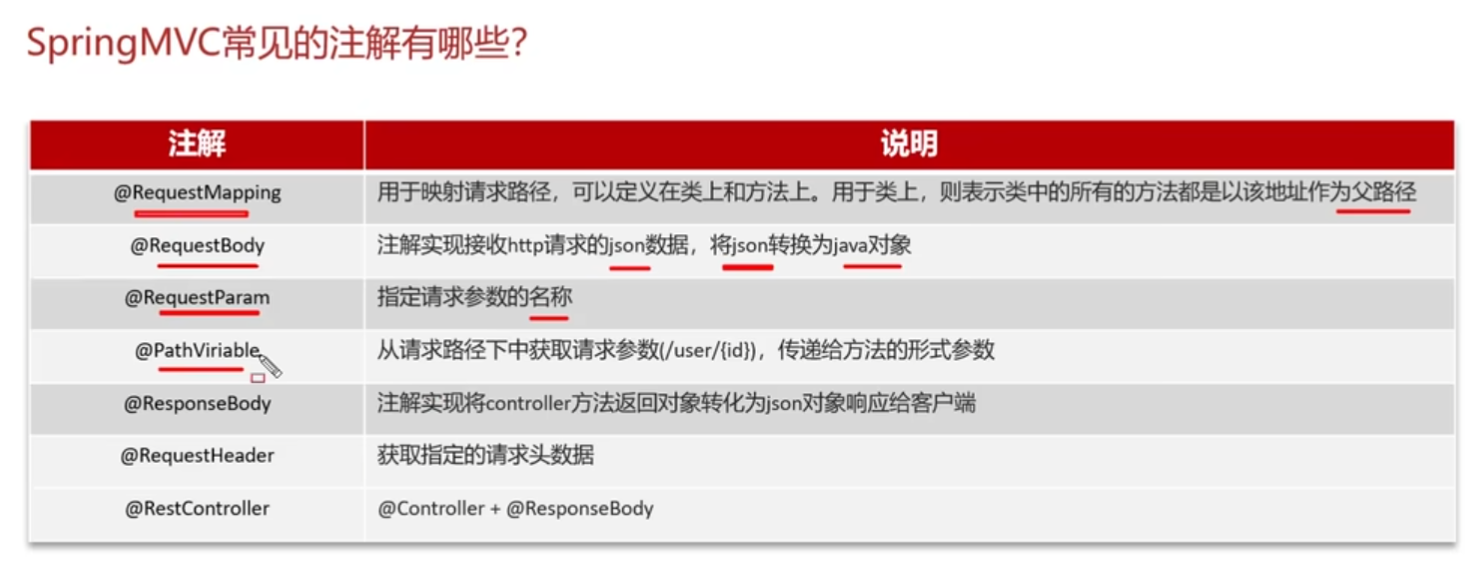 SpringMVC常见的注解有哪些?
注解 说明
@RequestMapping 用于映射请求路径，可以定义在类上和方法上。用于类上，则表示类中的所有的方法都是以该地址作为父路径
@RequestBody 注解实现接收http请求的json数据，将json转换为java对象
@RequestParam 指定请求参数的名称
@PathViriable 从请求路径下中获取请求参数(/user/{id})，传递给方法的形式参数
@ResponseBody 注解实现将controller方法返回对象转化为json对象响应给客户端
@RequestHeader 获取指定的请求头数据
@RestController @Controller + @ResponseBody